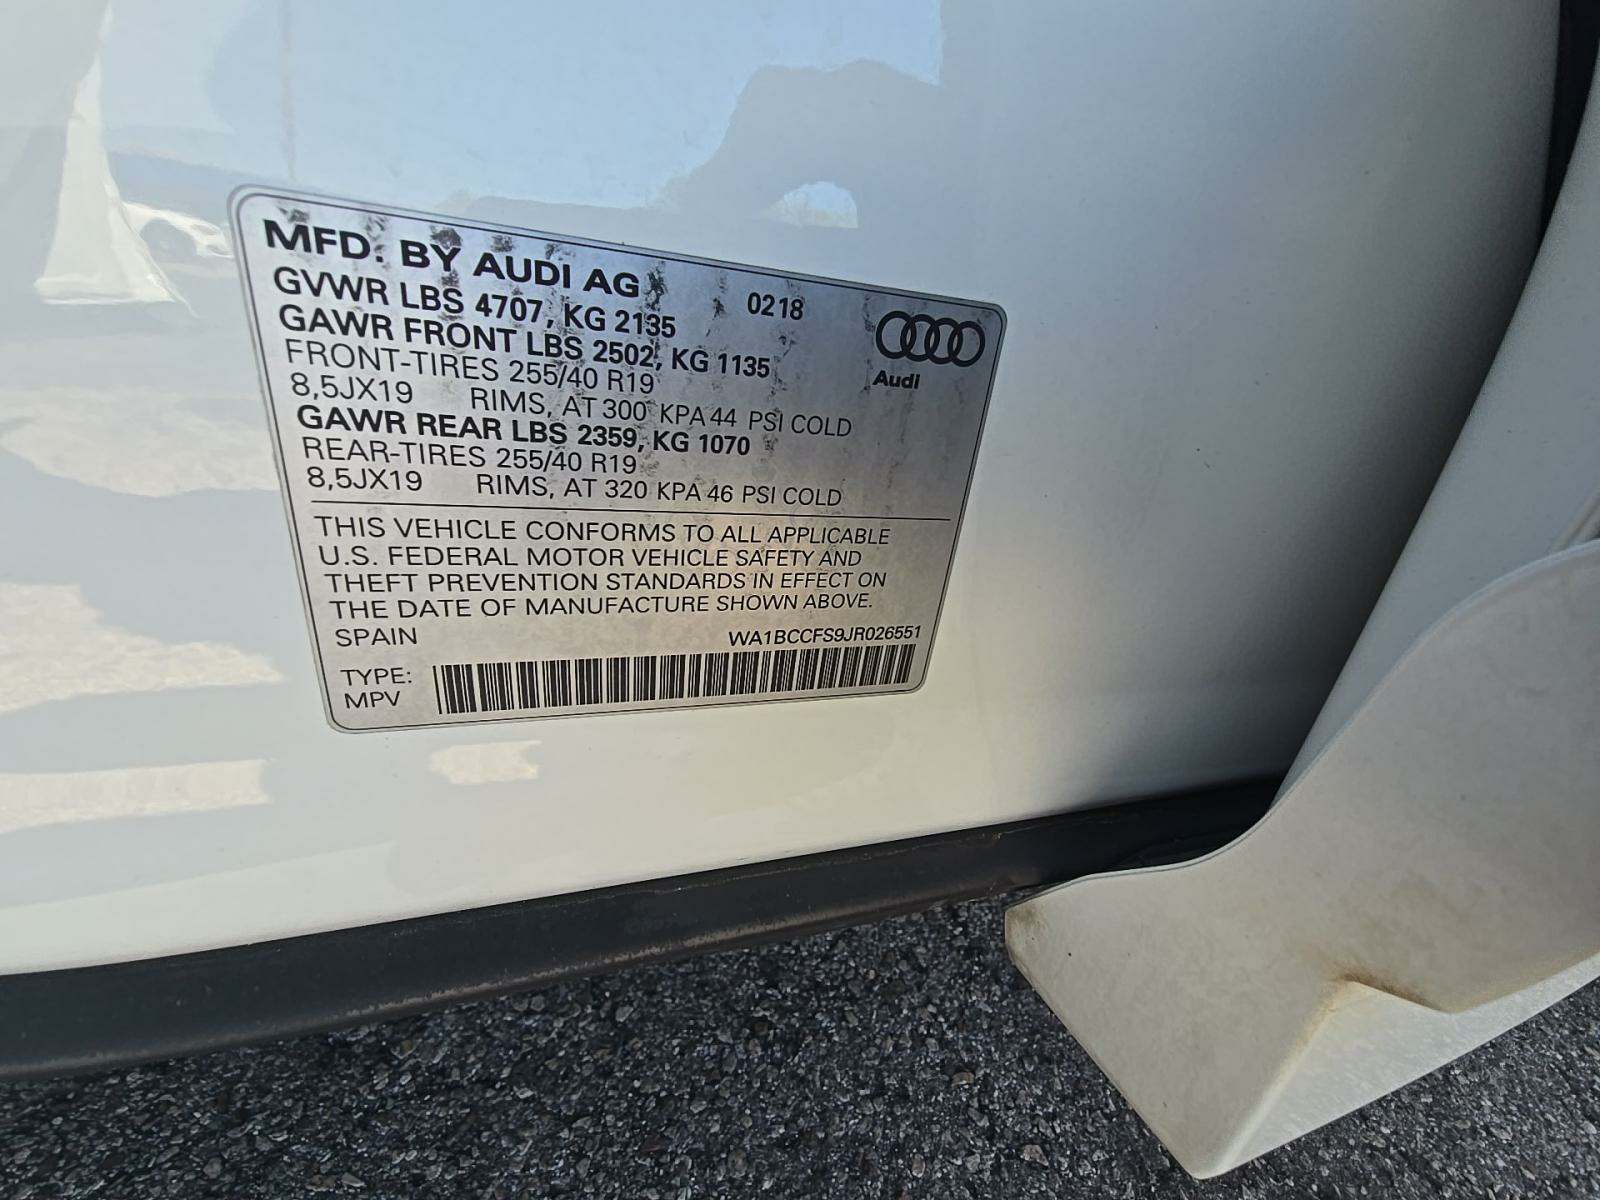 MFD. BY AUDI AG 0218
GVWR LBS 4707, KG 2135
GAWR FRONT LBS 2502, KG 1135
FRONT-TIRES 255/40 R19
8,5JX19 RIMS, AT 300 KPA 44 PSI COLD
GAWR REAR LBS 2359, KG 1070
REAR-TIRES 255/40 R19
8,5JX19 RIMS, AT 320 KPA 46 PSI COLD
Audi
THIS VEHICLE CONFORMS TO ALL APPLICABLE
U.S. FEDERAL MOTOR VEHICLE SAFETY AND
THEFT PREVENTION STANDARDS IN EFFECT ON
THE DATE OF MANUFACTURE SHOWN ABOVE.
SPAIN WA1BCCFS9JR026551
TYPE:
MPV